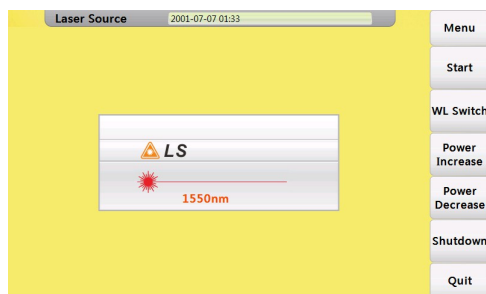 Laser Source
2001-07-07 01:33
Menu
Start
WL Switch
Power
Increase
Power
Decrease
Shutdown
Quit
LS
1550nm